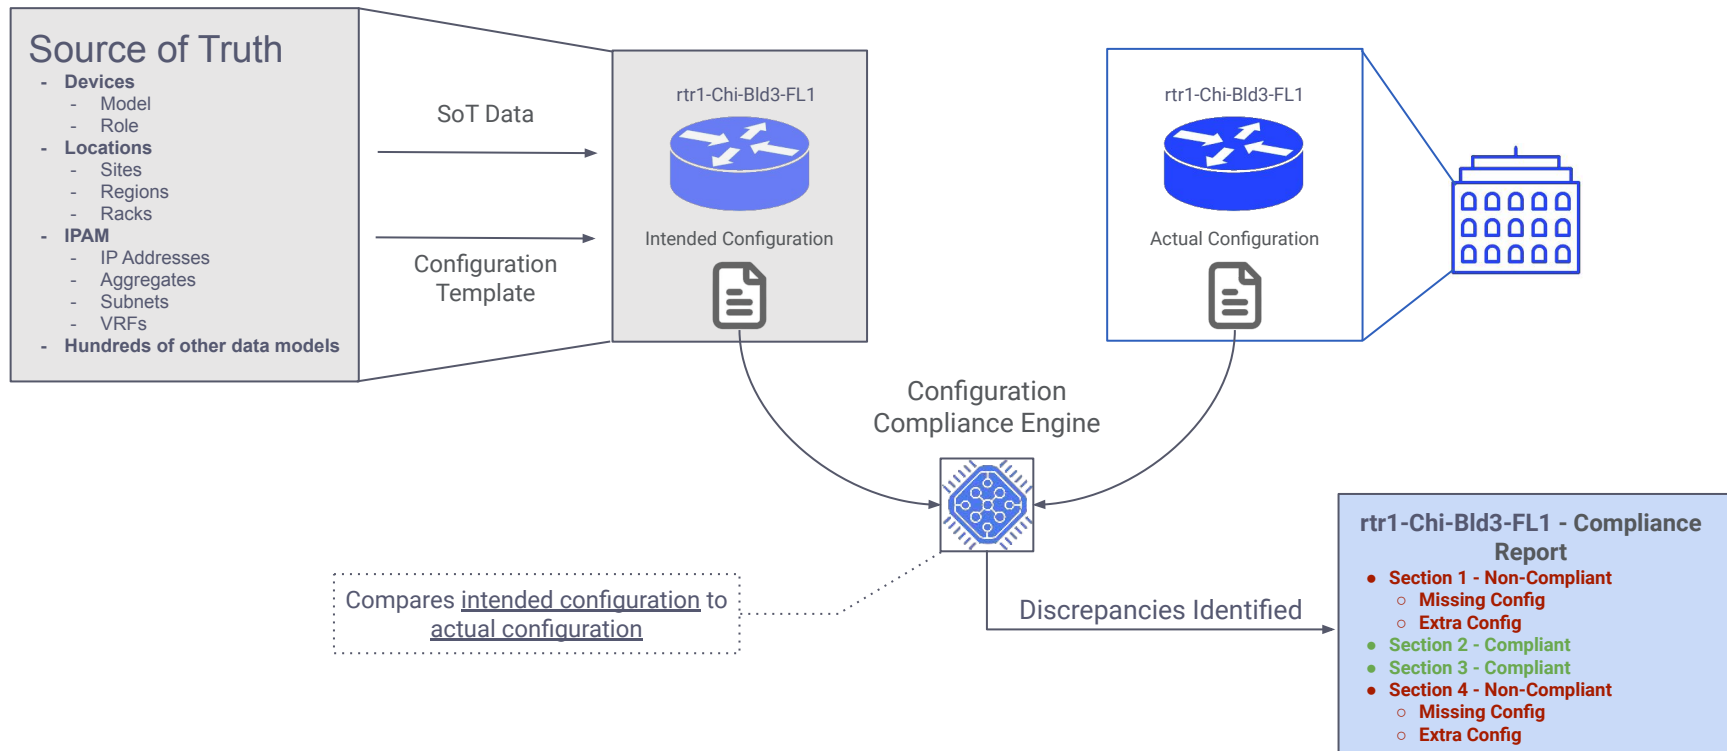 Source of Truth
- Devices
- Model
- Role
- Locations
- Sites
- Regions
- Racks
- IPAM
- IP Addresses
- Aggregates
- Subnets
- VRFs
- Hundreds of other data models
SoT Data
Configuration
Template
rtr1-Chi-Bld3-FL1
Intended Configuration
rtr1-Chi-Bld3-FL1
Actual Configuration
Configuration
Compliance Engine
Compares intended configuration to
actual configuration
Discrepancies Identified
rtr1-Chi-Bld3-FL1 - Compliance
Report
● Section 1 - Non-Compliant
○ Missing Config
○ Extra Config
● Section 2 - Compliant
● Section 3 - Compliant
● Section 4 - Non-Compliant
○ Missing Config
○ Extra Config